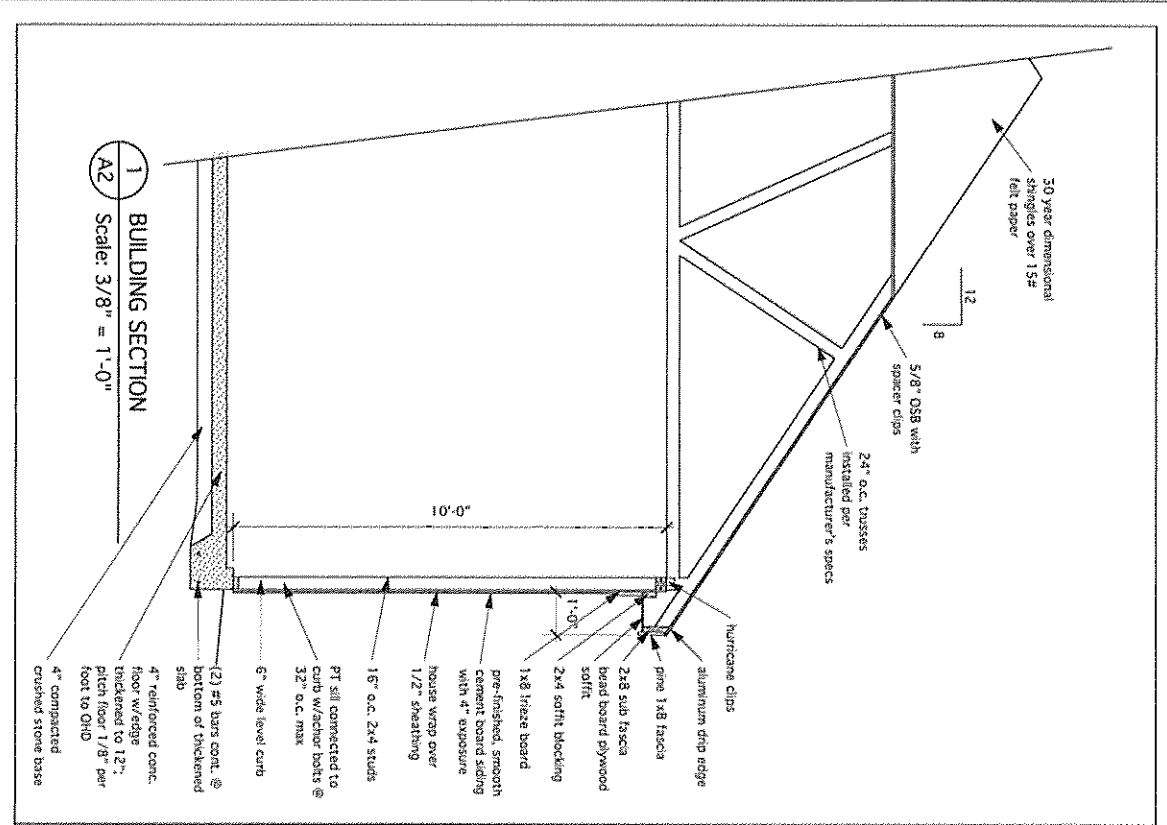 30 year dimensional
shingles over 15#
felt paper
12
8
5/8" OSB with
spacer clips
24" o.c. trusses
installed per
manufacturer's specs
hurricane clips
aluminum drip edge
pine 1x8 fascia
2x8 sub fascia
bead board plywood
soffit
2x4 soffit blocking
1x8 frieze board
pre-finished, smooth
cement board siding
with 4" exposure
house wrap over
1/2" sheathing
16" o.c. 2x4 studs
PT sill connected to
curb w/achor bolts @
32" o.c. max
6" wide level curb
(2) #5 bars cont. @
bottom of thickened
slab
4" reinforced conc.
floor w/edge
thickened to 12";
pitch floor 1/8" per
foot to OHD
4" compacted
crushed stone base
10'-0"
1'-0"
1
A2
BUILDING SECTION
Scale: 3/8" = 1'-0"